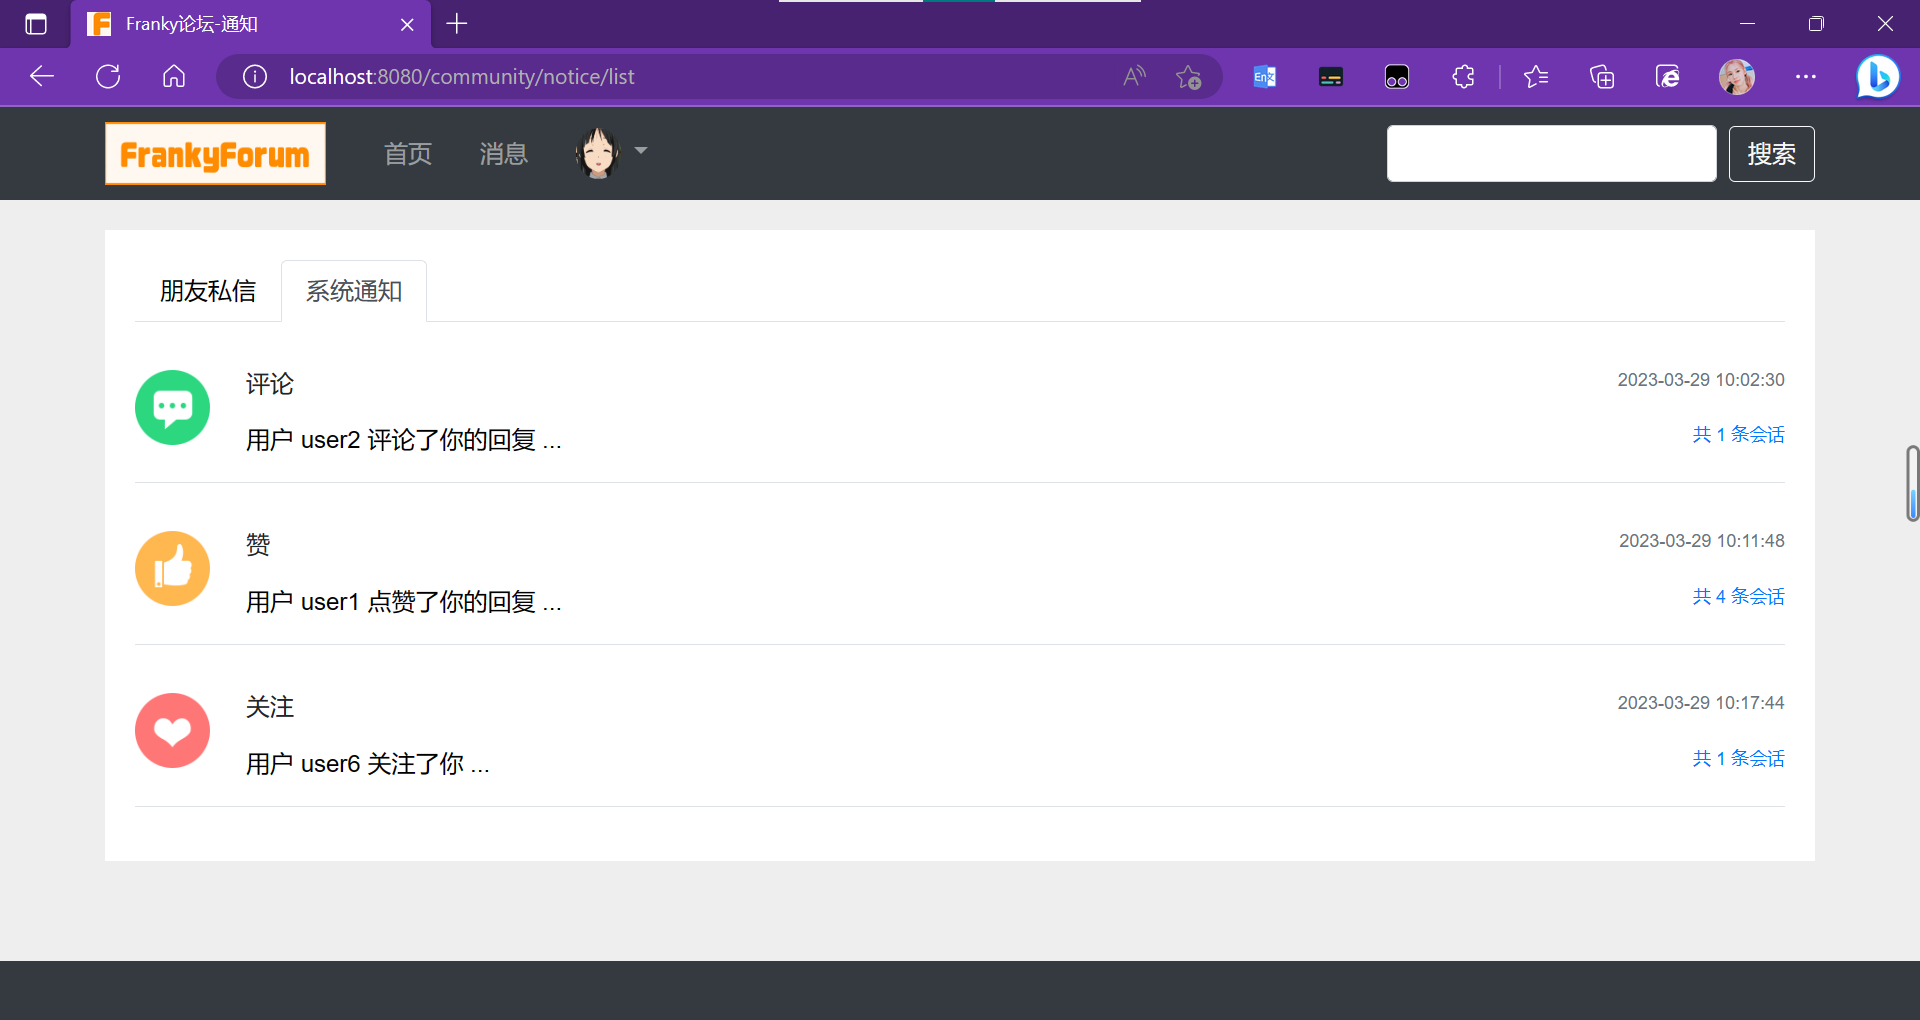 Franky论坛-通知
localhost:8080/community/notice/list
FrankyForum
首页
消息
搜索
朋友私信
系统通知
评论
2023-03-29 10:02:30
用户 user2 评论了你的回复 ...
共 1 条会话
赞
2023-03-29 10:11:48
用户 user1 点赞了你的回复 ...
共 4 条会话
关注
2023-03-29 10:17:44
用户 user6 关注了你 ...
共 1 条会话